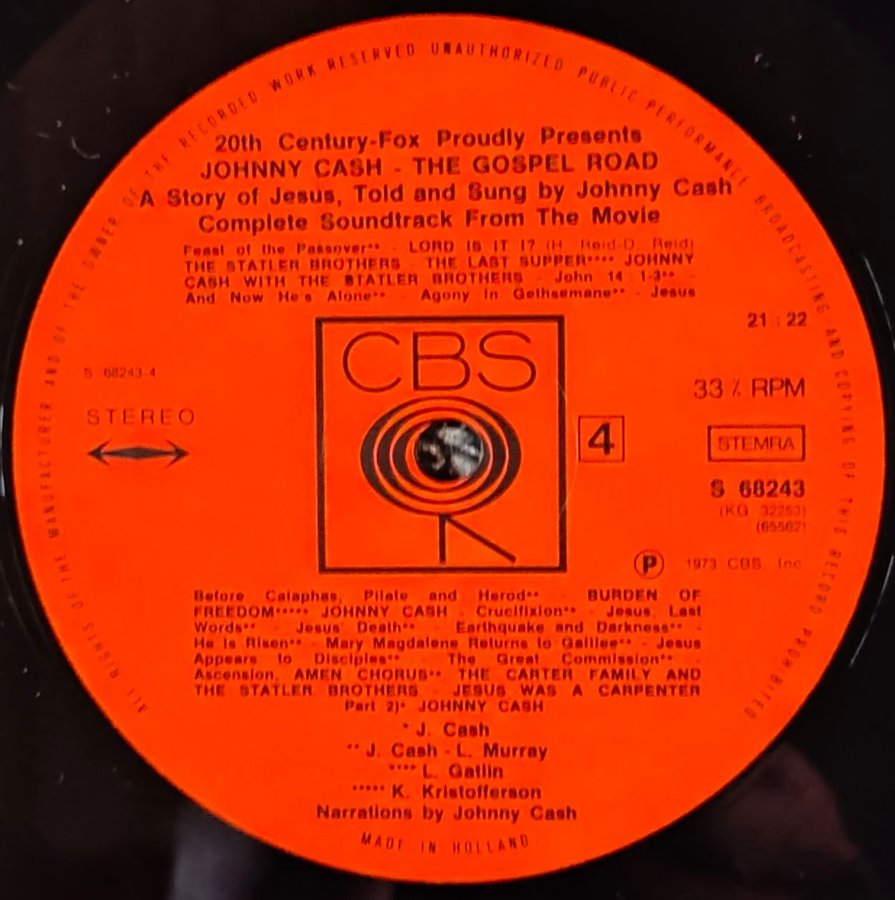 ALL RIGHTS OF THE MANUFACTURER AND OF THE OWNER OF THE RECORDED WORK RESERVED UNAUTHORIZED PUBLIC PERFORMANCE BROADCASTING AND COPYING OF THIS RECORD PROHIBITED
20th Century-Fox Proudly Presents
JOHNNY CASH - THE GOSPEL ROAD
A Story of Jesus, Told and Sung by Johnny Cash
Complete Soundtrack From The Movie
Feast of the Passover** - LORD IS IT I? (H. Reid-D. Reid)
THE STATLER BROTHERS - THE LAST SUPPER**** JOHNNY
CASH WITH THE STATLER BROTHERS - John 14 : 1-3** -
And Now He's Alone** - Agony in Gethsemane** - Jesus
21 : 22
CBS
S 68243-4
33 ⅓ RPM
STEREO
4
STEMRA
S 68243
(KG 32253)
(65562)
P 1973 CBS, Inc.
Before Caiaphas, Pilate and Herod** - BURDEN OF
FREEDOM***** JOHNNY CASH - Crucifixion** - Jesus, Last
Words** - Jesus' Death** - Earthquake and Darkness** -
He is Risen** - Mary Magdalene Returns to Galilee** - Jesus
Appears to Disciples** - The Great Commission** -
Ascension, AMEN CHORUS** THE CARTER FAMILY AND
THE STATLER BROTHERS - JESUS WAS A CARPENTER
Part 2)* JOHNNY CASH
* J. Cash
** J. Cash - L. Murray
**** L. Gatlin
***** K. Kristofferson
Narrations by Johnny Cash
MADE IN HOLLAND